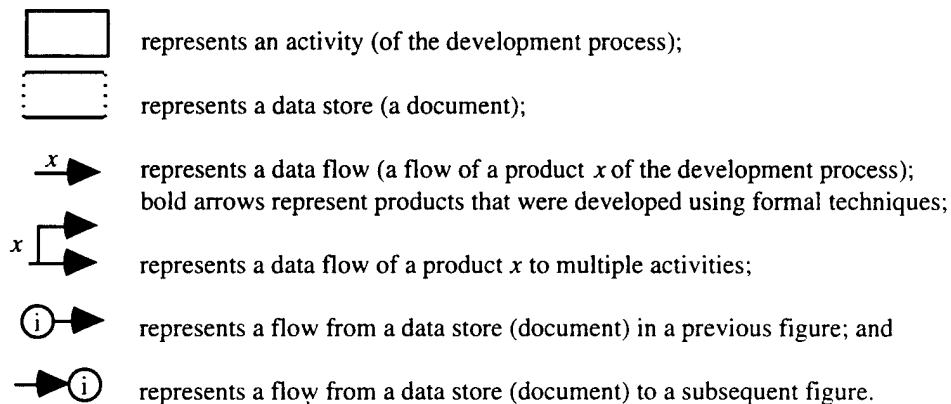 represents an activity (of the development process);
represents a data store (a document);
x represents a data flow (a flow of a product x of the development process);
bold arrows represent products that were developed using formal techniques;
x represents a data flow of a product x to multiple activities;
i represents a flow from a data store (document) in a previous figure; and
i represents a flow from a data store (document) to a subsequent figure.